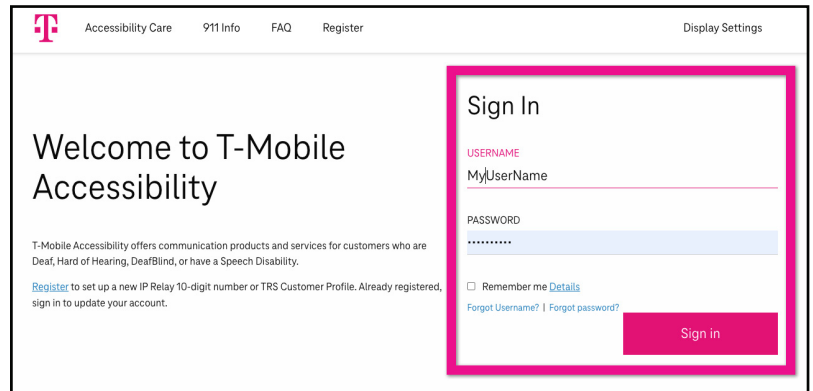 T
Accessibility Care 911 Info FAQ Register Display Settings
Welcome to T-Mobile
Accessibility
T-Mobile Accessibility offers communication products and services for customers who are
Deaf, Hard of Hearing, DeafBlind, or have a Speech Disability.
Register to set up a new IP Relay 10-digit number or TRS Customer Profile. Already registered,
sign in to update your account.
Sign In
USERNAME
MyUserName
PASSWORD
••••••••••
Remember me Details
Forgot Username? | Forgot password?
Sign in